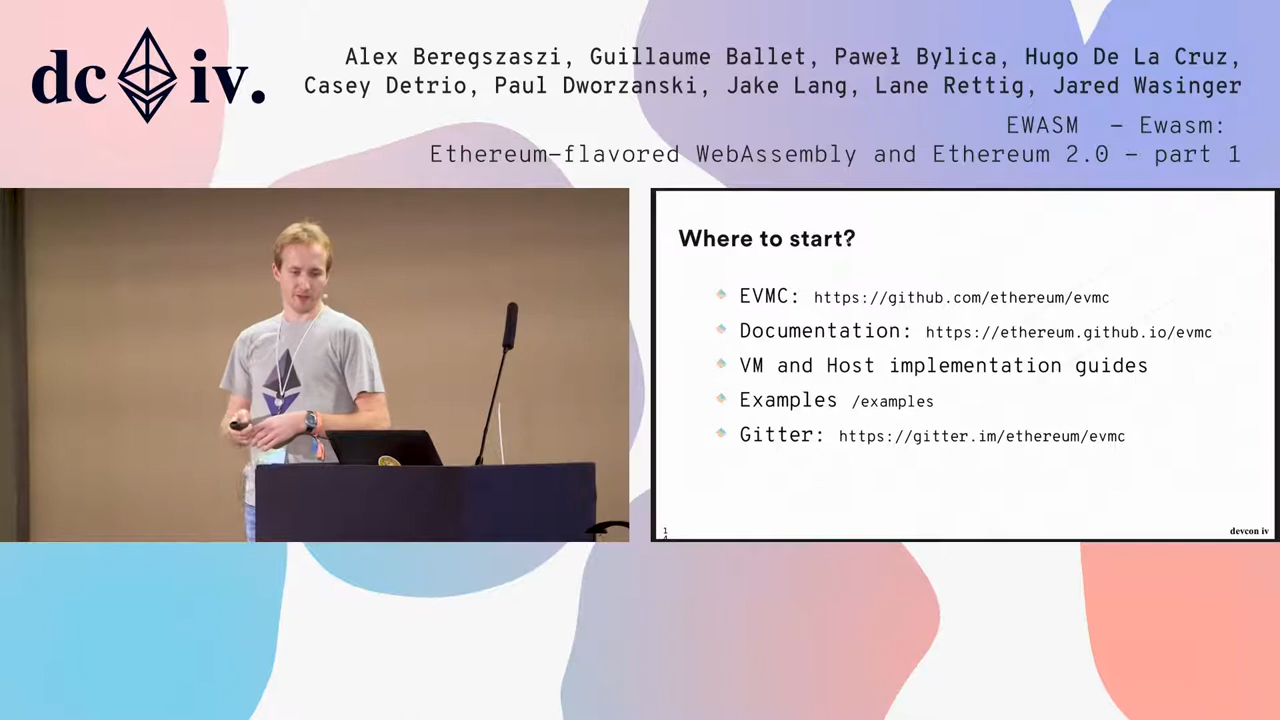 dc iv.
Alex Beregszaszi, Guillaume Ballet, Paweł Bylica, Hugo De La Cruz,
Casey Detrio, Paul Dworzanski, Jake Lang, Lane Rettig, Jared Wasinger
EWASM - Ewasm:
Ethereum-flavored WebAssembly and Ethereum 2.0 - part 1
Where to start?
EVMC: https://github.com/ethereum/evmc
Documentation: https://ethereum.github.io/evmc
VM and Host implementation guides
Examples /examples
Gitter: https://gitter.im/ethereum/evmc
devcon iv